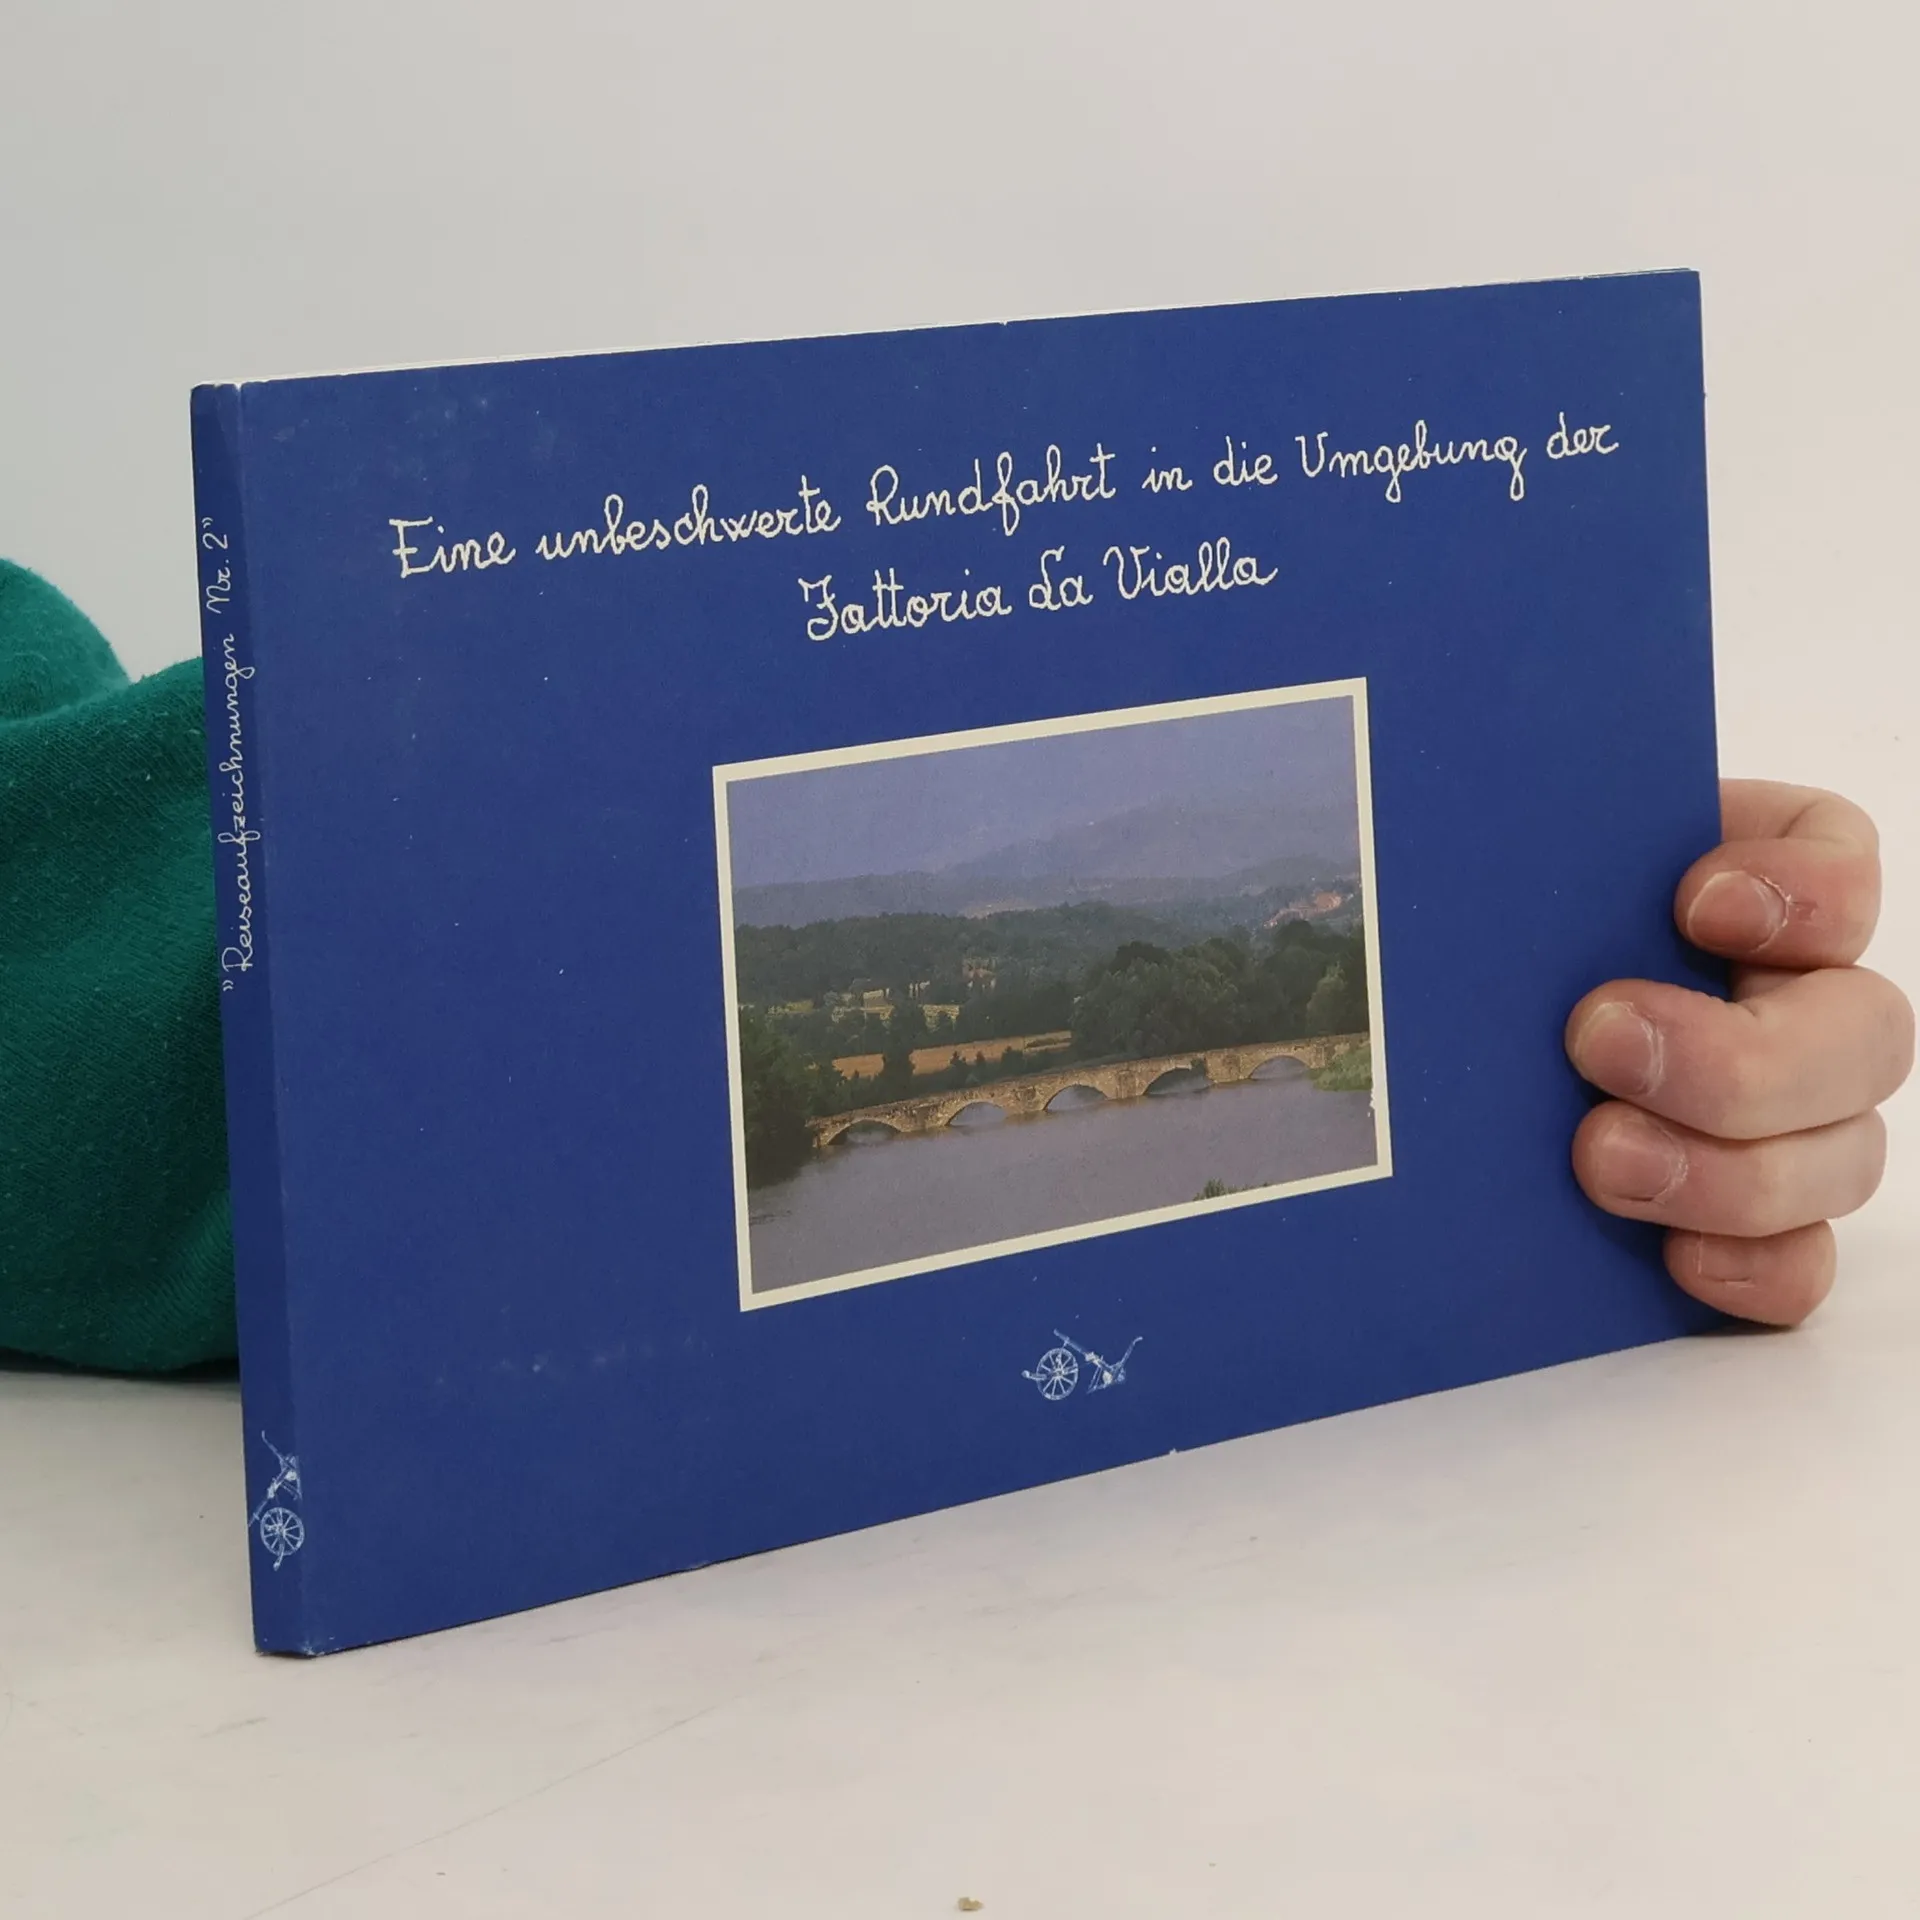 Eine unbeschwerte Rundfahrt in die Umgebung der
Fattoria La Vialla
"Reiseaufzeichnungen Nr. 2"